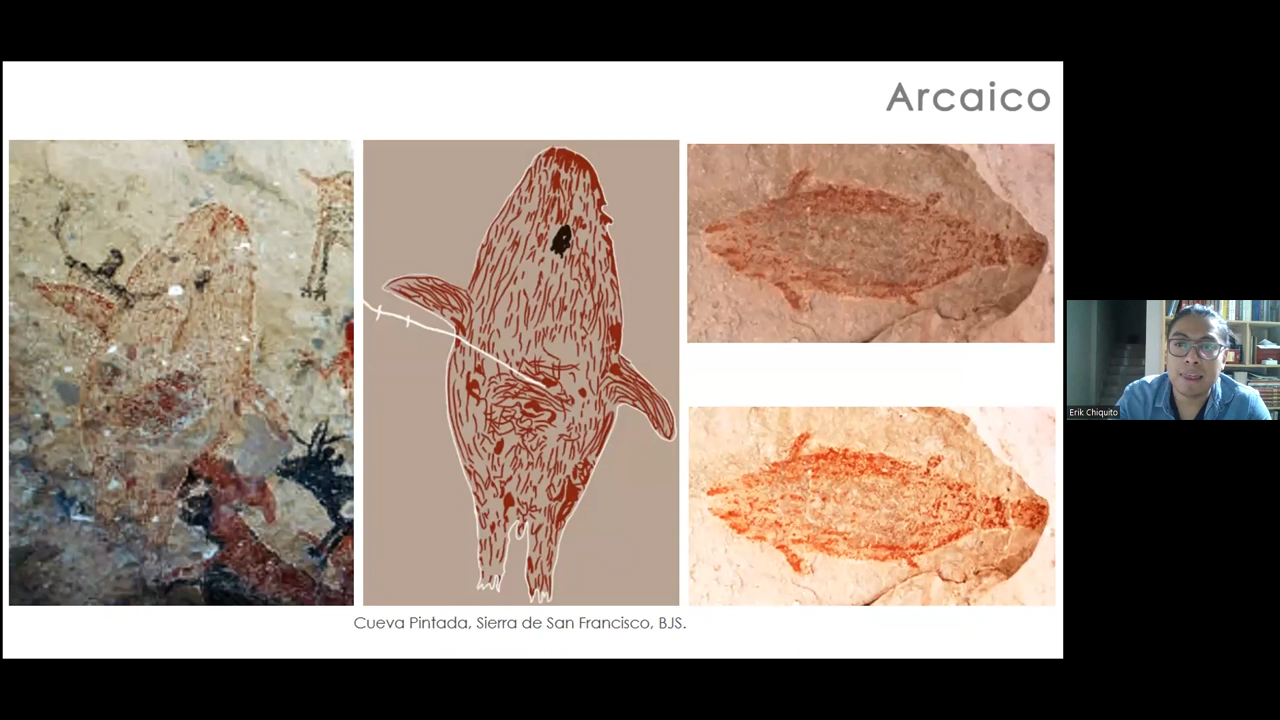 Arcaico
Cueva Pintada, Sierra de San Francisco, BJS.
Erik Chiquito